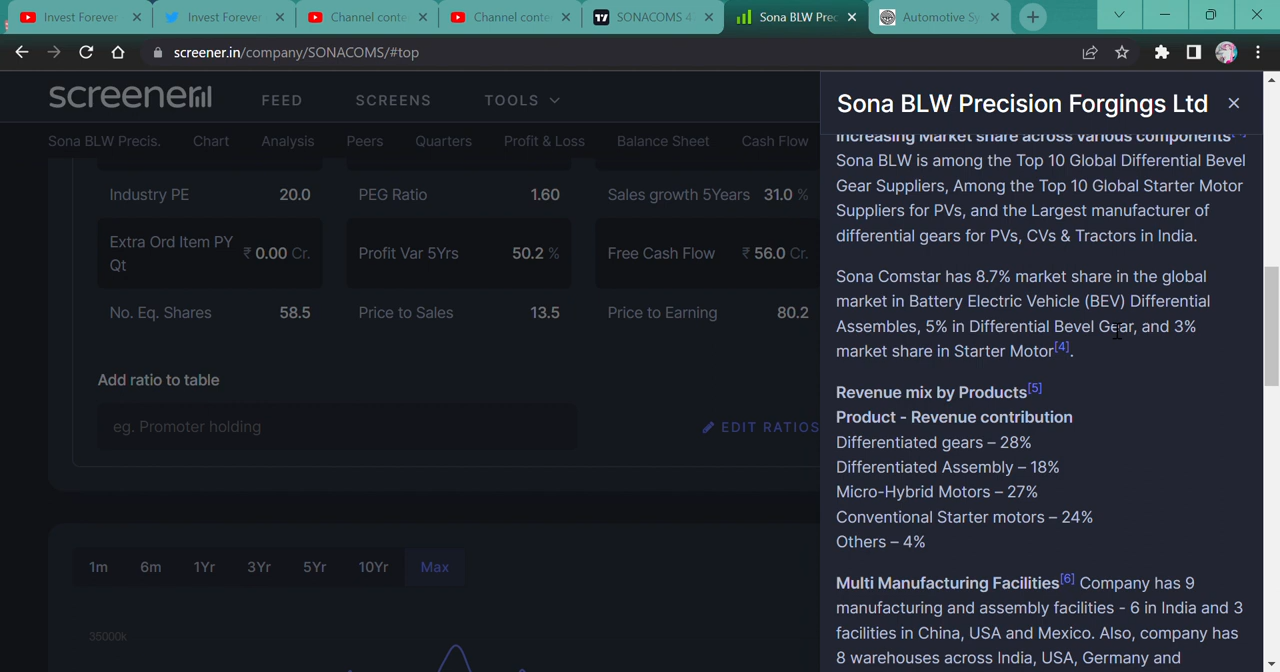 Invest Forever
Invest Forever
Channel conte
Channel conte
SONACOMS 4
Sona BLW Prec
Automotive Sy
screener.in/company/SONACOMS/#top
screener
FEED
SCREENS
TOOLS
Sona BLW Precis.
Chart
Analysis
Peers
Quarters
Profit & Loss
Balance Sheet
Cash Flow
Industry PE 20.0
PEG Ratio 1.60
Sales growth 5Years 31.0 %
Extra Ord Item PY
Qt
₹ 0.00 Cr.
Profit Var 5Yrs 50.2 %
Free Cash Flow ₹ 56.0 Cr.
No. Eq. Shares 58.5
Price to Sales 13.5
Price to Earning 80.2
Add ratio to table
eg. Promoter holding
EDIT RATIOS
1m 6m 1Yr 3Yr 5Yr 10Yr Max
35000k
Sona BLW Precision Forgings Ltd
Increasing Market share across various components
Sona BLW is among the Top 10 Global Differential Bevel
Gear Suppliers, Among the Top 10 Global Starter Motor
Suppliers for PVs, and the Largest manufacturer of
differential gears for PVs, CVs & Tractors in India.
Sona Comstar has 8.7% market share in the global
market in Battery Electric Vehicle (BEV) Differential
Assembles, 5% in Differential Bevel Gear, and 3%
market share in Starter Motor[4].
Revenue mix by Products[5]
Product - Revenue contribution
Differentiated gears – 28%
Differentiated Assembly – 18%
Micro-Hybrid Motors – 27%
Conventional Starter motors – 24%
Others – 4%
Multi Manufacturing Facilities[6] Company has 9
manufacturing and assembly facilities - 6 in India and 3
facilities in China, USA and Mexico. Also, company has
8 warehouses across India, USA, Germany and